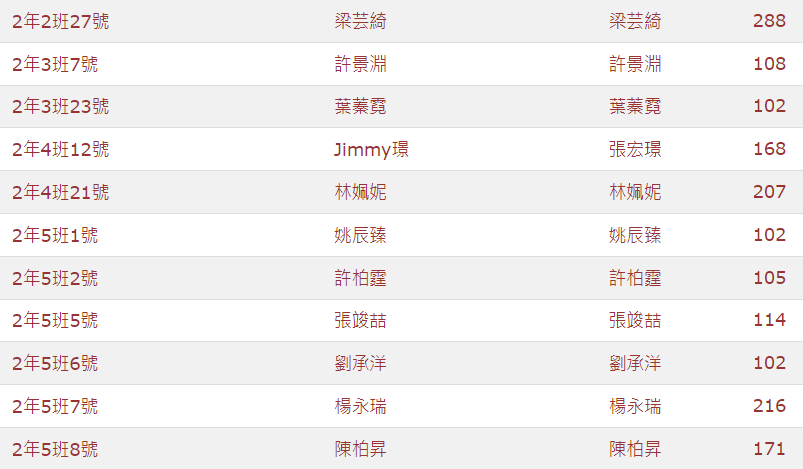 2年2班27號 梁芸綺 梁芸綺 288
2年3班7號 許景淵 許景淵 108
2年3班23號 葉蓁霓 葉蓁霓 102
2年4班12號 Jimmy璟 張宏璟 168
2年4班21號 林姵妮 林姵妮 207
2年5班1號 姚辰臻 姚辰臻 102
2年5班2號 許柏霆 許柏霆 105
2年5班5號 張竣喆 張竣喆 114
2年5班6號 劉承洋 劉承洋 102
2年5班7號 楊永瑞 楊永瑞 216
2年5班8號 陳柏昇 陳柏昇 171